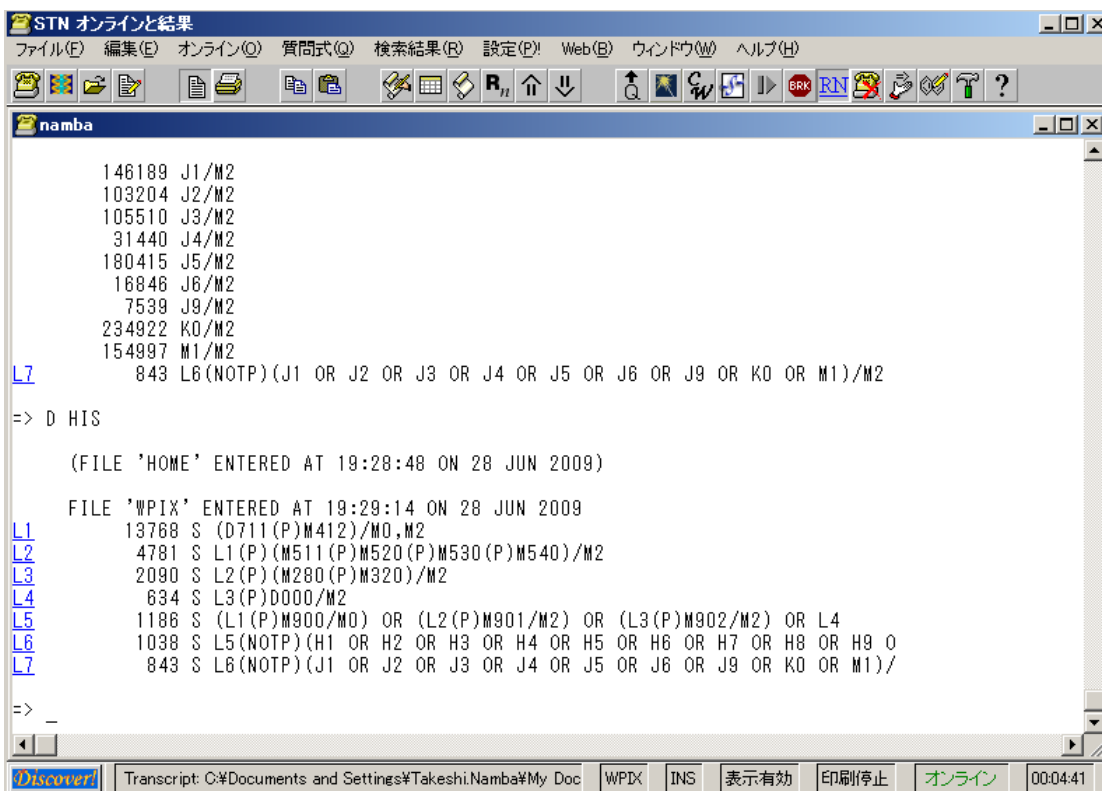 STN オンラインと結果
ファイル(F) 編集(E) オンライン(O) 質問式(Q) 検索結果(R) 設定(P)! Web(B) ウィンドウ(W) ヘルプ(H)
Rn Q CW BRK RN ?
namba
146189 J1/M2
103204 J2/M2
105510 J3/M2
31440 J4/M2
180415 J5/M2
16846 J6/M2
7539 J9/M2
234922 K0/M2
154997 M1/M2
L7 843 L6(NOTP)(J1 OR J2 OR J3 OR J4 OR J5 OR J6 OR J9 OR K0 OR M1)/M2
=> D HIS
(FILE 'HOME' ENTERED AT 19:28:48 ON 28 JUN 2009)
FILE 'WPIX' ENTERED AT 19:29:14 ON 28 JUN 2009
L1 13768 S (D711(P)M412)/M0,M2
L2 4781 S L1(P)(M511(P)M520(P)M530(P)M540)/M2
L3 2090 S L2(P)(M280(P)M320)/M2
L4 634 S L3(P)D000/M2
L5 1186 S (L1(P)M900/M0) OR (L2(P)M901/M2) OR (L3(P)M902/M2) OR L4
L6 1038 S L5(NOTP)(H1 OR H2 OR H3 OR H4 OR H5 OR H6 OR H7 OR H8 OR H9 O
L7 843 S L6(NOTP)(J1 OR J2 OR J3 OR J4 OR J5 OR J6 OR J9 OR K0 OR M1)/
=> _
Discover! Transcript: C:¥Documents and Settings¥Takeshi.Namba¥My Doc WPIX INS 表示有効 印刷停止 オンライン 00:04:41